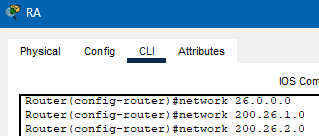 RA
Physical Config CLI Attributes
IOS Com
Router(config-router)#network 26.0.0.0
Router(config-router)#network 200.26.1.0
Router(config-router)#network 200.26.2.0